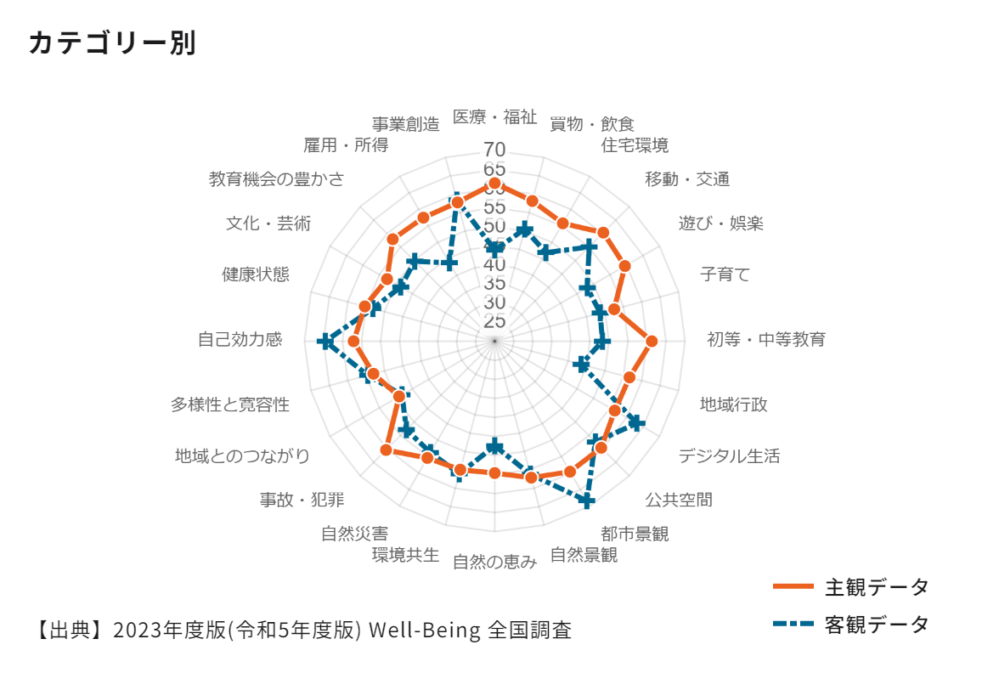 カテゴリー別
医療・福祉
買物・飲食
住宅環境
移動・交通
遊び・娯楽
子育て
初等・中等教育
地域行政
デジタル生活
公共空間
都市景観
自然景観
自然の恵み
環境共生
自然災害
事故・犯罪
地域とのつながり
多様性と寛容性
自己効力感
健康状態
文化・芸術
教育機会の豊かさ
雇用・所得
事業創造
70
65
55
50
45
40
35
30
25
主観データ
客観データ
【出典】2023年度版(令和5年度版) Well-Being 全国調査